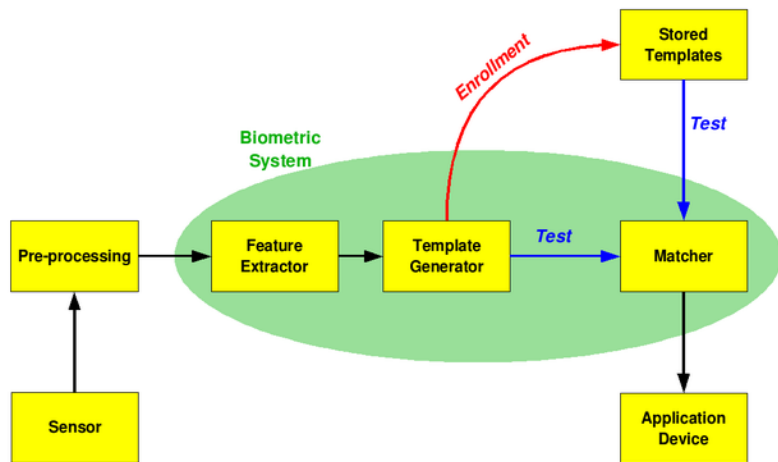 Stored
Templates
Enrollment
Test
Biometric
System
Pre-processing
Feature
Extractor
Template
Generator
Test
Matcher
Sensor
Application
Device